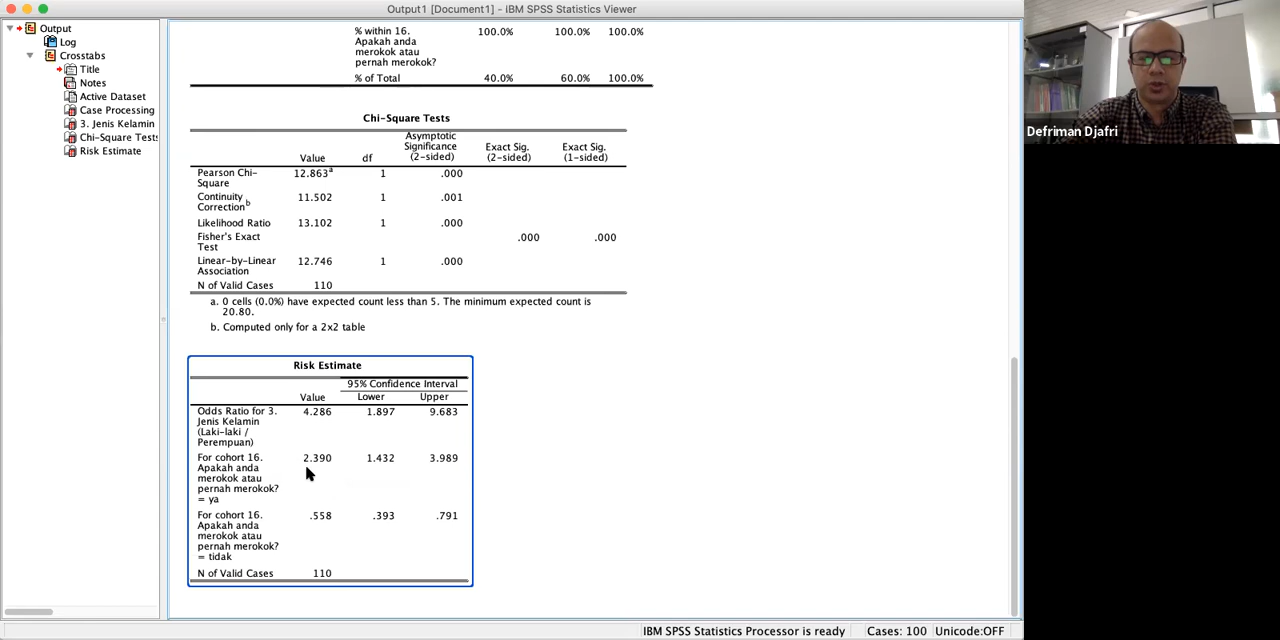 Output1 [Document1] - IBM SPSS Statistics Viewer
Output
Log
Crosstabs
Title
Notes
Active Dataset
Case Processing
3. Jenis Kelamin
Chi-Square Tests
Risk Estimate
% within 16. 100.0% 100.0% 100.0%
Apakah anda
merokok atau
pernah merokok?
% of Total 40.0% 60.0% 100.0%
Chi-Square Tests
Asymptotic
Significance Exact Sig. Exact Sig.
Value df (2-sided) (2-sided) (1-sided)
Pearson Chi- 12.863a 1 .000
Square
Continuity 11.502 1 .001
Correctionb
Likelihood Ratio 13.102 1 .000
Fisher's Exact .000 .000
Test
Linear-by-Linear 12.746 1 .000
Association
N of Valid Cases 110
a. 0 cells (0.0%) have expected count less than 5. The minimum expected count is
20.80.
b. Computed only for a 2x2 table
Risk Estimate
95% Confidence Interval
Value Lower Upper
Odds Ratio for 3. 4.286 1.897 9.683
Jenis Kelamin
(Laki-laki /
Perempuan)
For cohort 16. 2.390 1.432 3.989
Apakah anda
merokok atau
pernah merokok?
= ya
For cohort 16. .558 .393 .791
Apakah anda
merokok atau
pernah merokok?
= tidak
N of Valid Cases 110
IBM SPSS Statistics Processor is ready Cases: 100 Unicode:OFF
Defriman Djafri